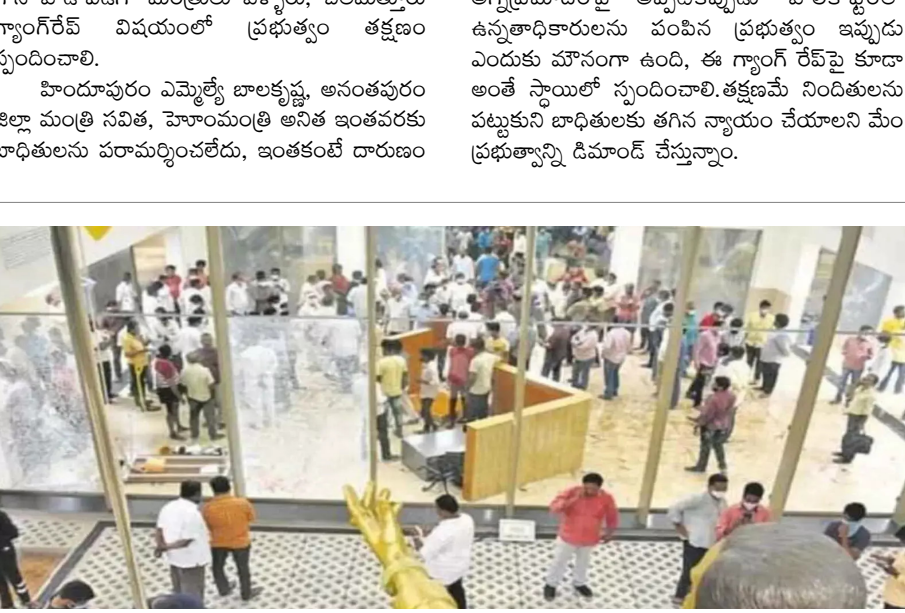 గ్యాంగ్‌రేప్ విషయంలో ప్రభుత్వం తక్షణం
స్పందించాలి.
హిందూపురం ఎమ్మెల్యే బాలకృష్ణ, అనంతపురం
జిల్లా మంత్రి సవిత, హెూంమంత్రి అనిత ఇంతవరకు
బాధితులను పరామర్శించలేదు, ఇంతకంటే దారుణం
ఉన్నతాధికారులను పంపిన ప్రభుత్వం ఇప్పుడు
ఎందుకు మౌనంగా ఉంది, ఈ గ్యాంగ్ రేప్‌పై కూడా
అంతే స్థాయిలో స్పందించాలి.తక్షణమే నిందితులను
పట్టుకుని బాధితులకు తగిన న్యాయం చేయాలని మేం
ప్రభుత్వాన్ని డిమాండ్ చేస్తున్నాం.